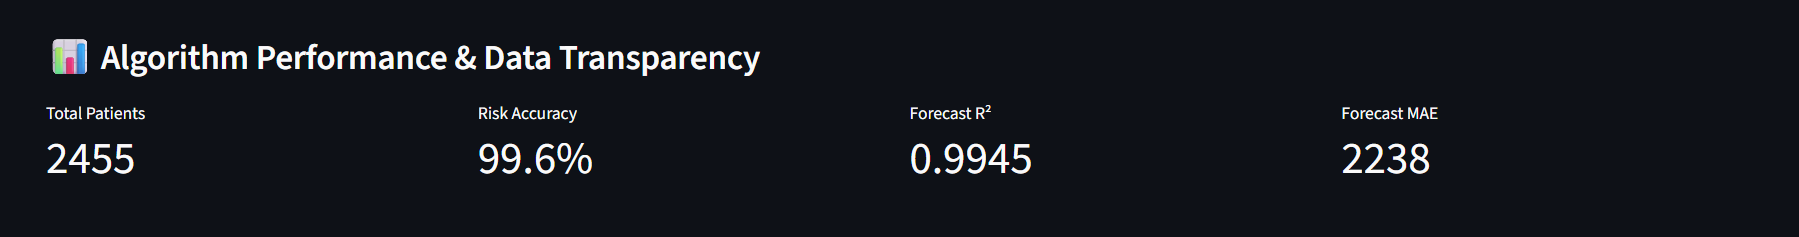 📊 Algorithm Performance & Data Transparency
Total Patients
2455
Risk Accuracy
99.6%
Forecast R²
0.9945
Forecast MAE
2238